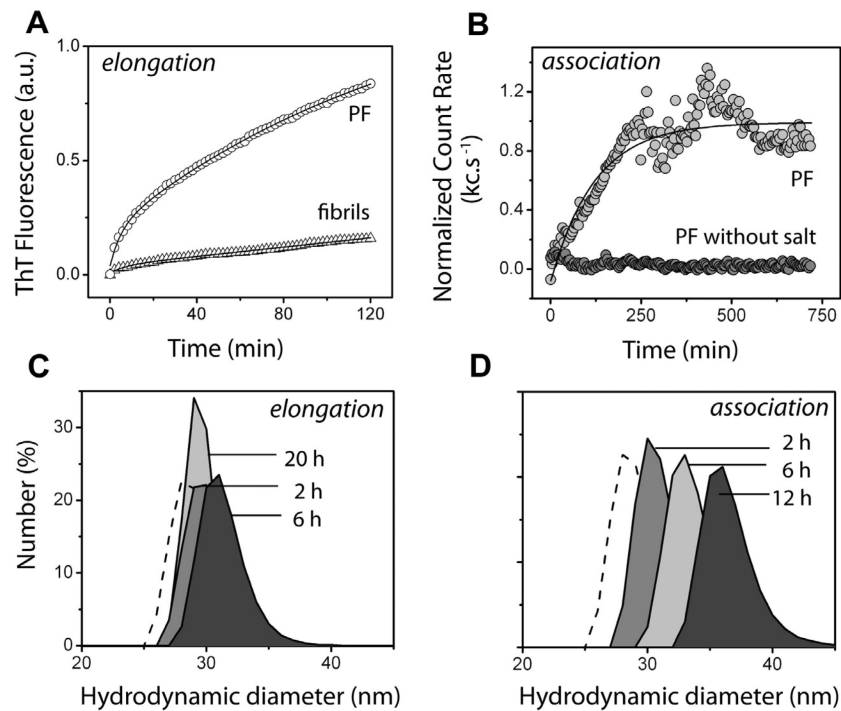 A
elongation
ThT Fluorescence (a.u.)
1.0
0.5
0.0
PF
fibrils
0 40 80 120
Time (min)
B
association
Normalized Count Rate
(kc.s⁻¹)
1.2
0.8
0.4
0.0
PF
PF without salt
0 250 500 750
Time (min)
C
elongation
Number (%)
30
20
10
0
20 h
2 h
6 h
20 30 40
Hydrodynamic diameter (nm)
D
association
2 h
6 h
12 h
20 30 40
Hydrodynamic diameter (nm)